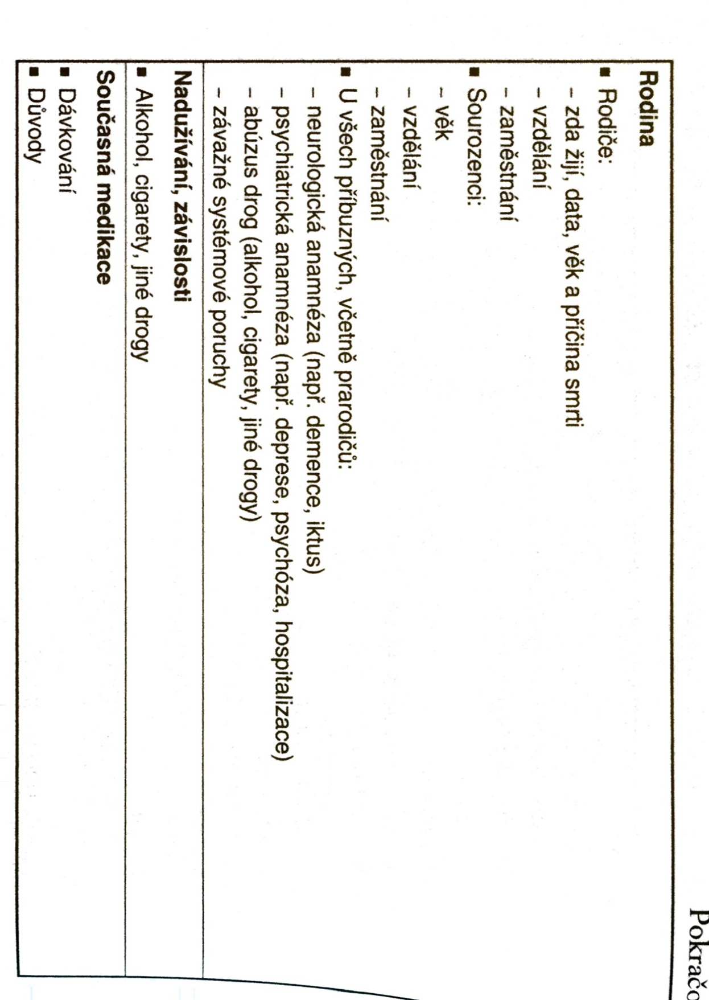 Rodina
■ Rodiče:
– zda žijí, data, věk a příčina smrti
– vzdělání
– zaměstnání
■ Sourozenci:
– věk
– vzdělání
– zaměstnání
■ U všech příbuzných, včetně prarodičů:
– neurologická anamnéza (např. demence, iktus)
– psychiatrická anamnéza (např. deprese, psychóza, hospitalizace)
– abúzus drog (alkohol, cigarety, jiné drogy)
– závažné systémové poruchy
Nadužívání, závislosti
■ Alkohol, cigarety, jiné drogy
Současná medikace
■ Dávkování
■ Důvody